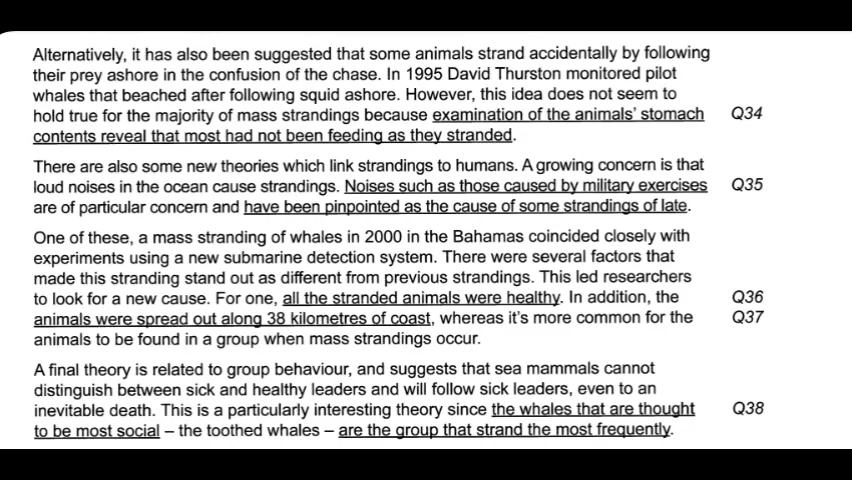 Alternatively, it has also been suggested that some animals strand accidentally by following
their prey ashore in the confusion of the chase. In 1995 David Thurston monitored pilot
whales that beached after following squid ashore. However, this idea does not seem to
hold true for the majority of mass strandings because examination of the animals' stomach Q34
contents reveal that most had not been feeding as they stranded.
There are also some new theories which link strandings to humans. A growing concern is that
loud noises in the ocean cause strandings. Noises such as those caused by military exercises Q35
are of particular concern and have been pinpointed as the cause of some strandings of late.
One of these, a mass stranding of whales in 2000 in the Bahamas coincided closely with
experiments using a new submarine detection system. There were several factors that
made this stranding stand out as different from previous strandings. This led researchers
to look for a new cause. For one, all the stranded animals were healthy. In addition, the Q36
animals were spread out along 38 kilometres of coast, whereas it's more common for the Q37
animals to be found in a group when mass strandings occur.
A final theory is related to group behaviour, and suggests that sea mammals cannot
distinguish between sick and healthy leaders and will follow sick leaders, even to an
inevitable death. This is a particularly interesting theory since the whales that are thought Q38
to be most social – the toothed whales – are the group that strand the most frequently.